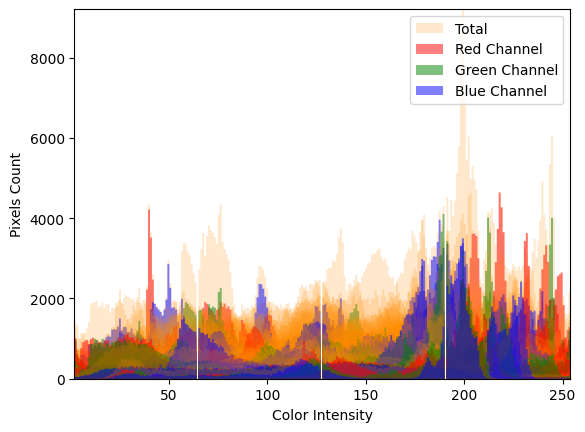 Total
Red Channel
Green Channel
Blue Channel
8000
6000
4000
2000
0
Pixels Count
50 100 150 200 250
Color Intensity